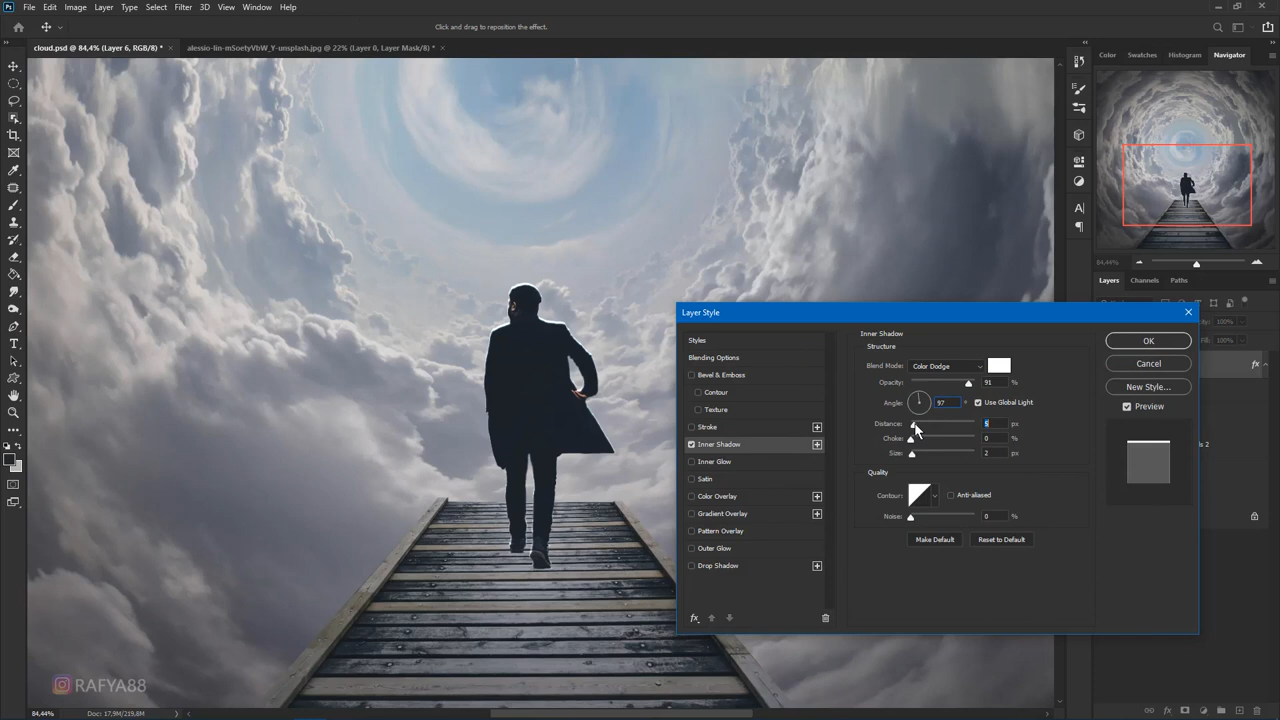 Ps File Edit Image Layer Type Select Filter 3D View Window Help
Click and drag to reposition the effect.
cloud.psd @ 84,4% (Layer 6, RGB/8) *
alessio-lin-mSoetyVbW_Y-unsplash.jpg @ 22% (Layer 0, Layer Mask/8) *
Color Swatches Histogram Navigator
84,44%
Layers Channels Paths
100%
100%
fx
s 2
Layer Style
Styles
Blending Options
Bevel & Emboss
Contour
Texture
Stroke
Inner Shadow
Inner Glow
Satin
Color Overlay
Gradient Overlay
Pattern Overlay
Outer Glow
Drop Shadow
fx
Inner Shadow
Structure
Blend Mode: Color Dodge
Opacity: 91 %
Angle: 97 ° Use Global Light
Distance: 5 px
Choke: 0 %
Size: 2 px
Quality
Contour: Anti-aliased
Noise: 0 %
Make Default Reset to Default
OK
Cancel
New Style...
Preview
RAFYA88
84,44% Doc: 17,9M/219,8M
fx